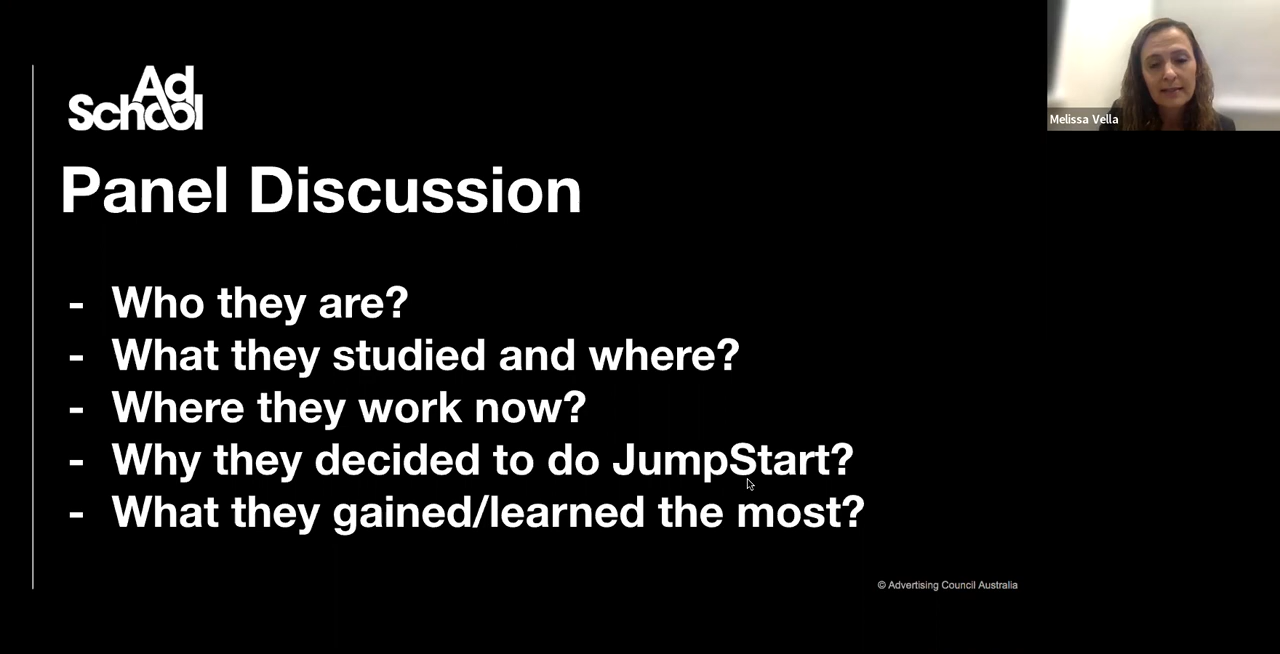 Ad
School
Melissa Vella
Panel Discussion
- Who they are?
- What they studied and where?
- Where they work now?
- Why they decided to do JumpStart?
- What they gained/learned the most?
© Advertising Council Australia